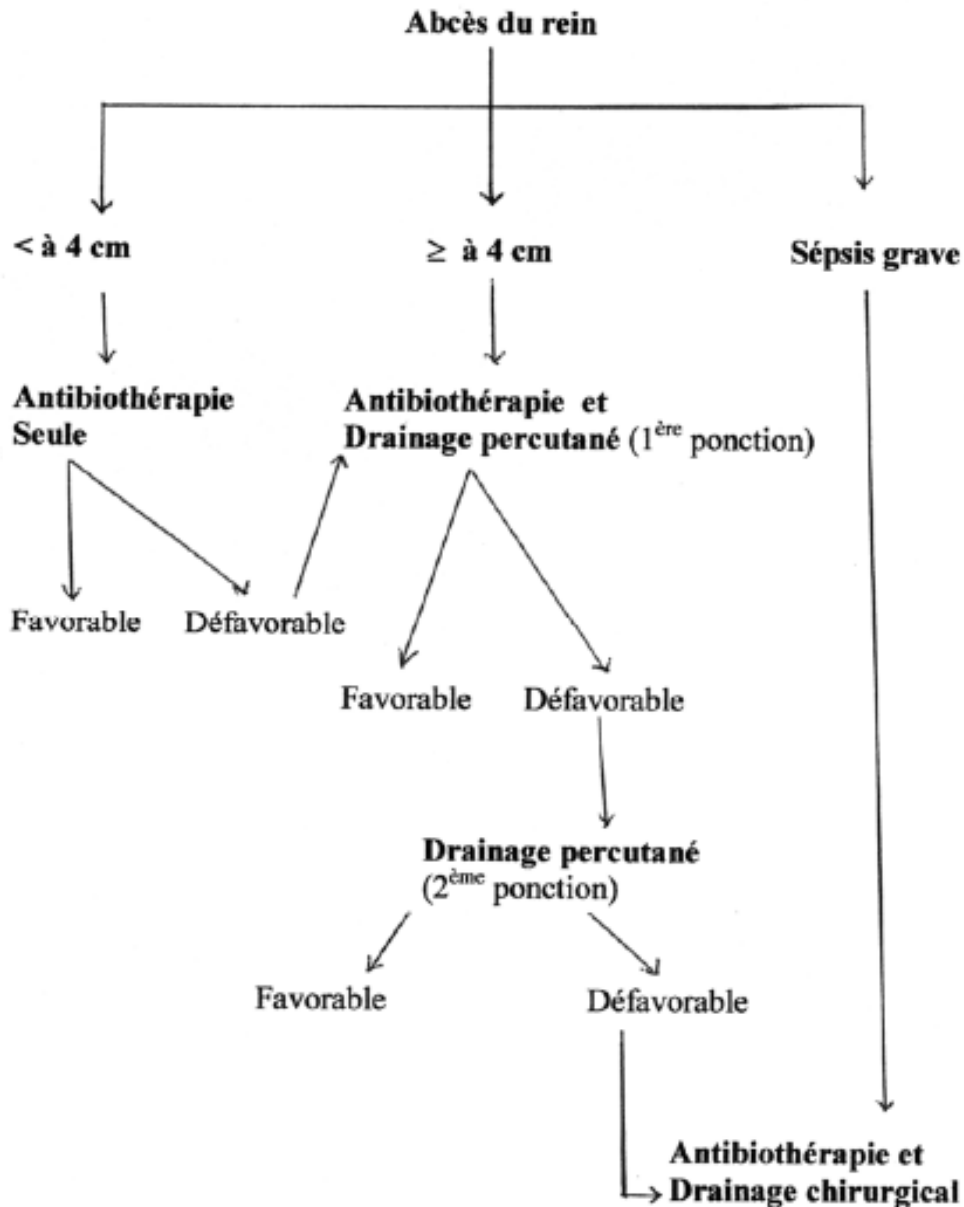 Abcès du rein
< à 4 cm
≥ à 4 cm
Sépsis grave
Antibiothérapie
Seule
Antibiothérapie et
Drainage percutané (1ère ponction)
Favorable
Défavorable
Favorable
Défavorable
Drainage percutané
(2ème ponction)
Favorable
Défavorable
Antibiothérapie et
Drainage chirurgical